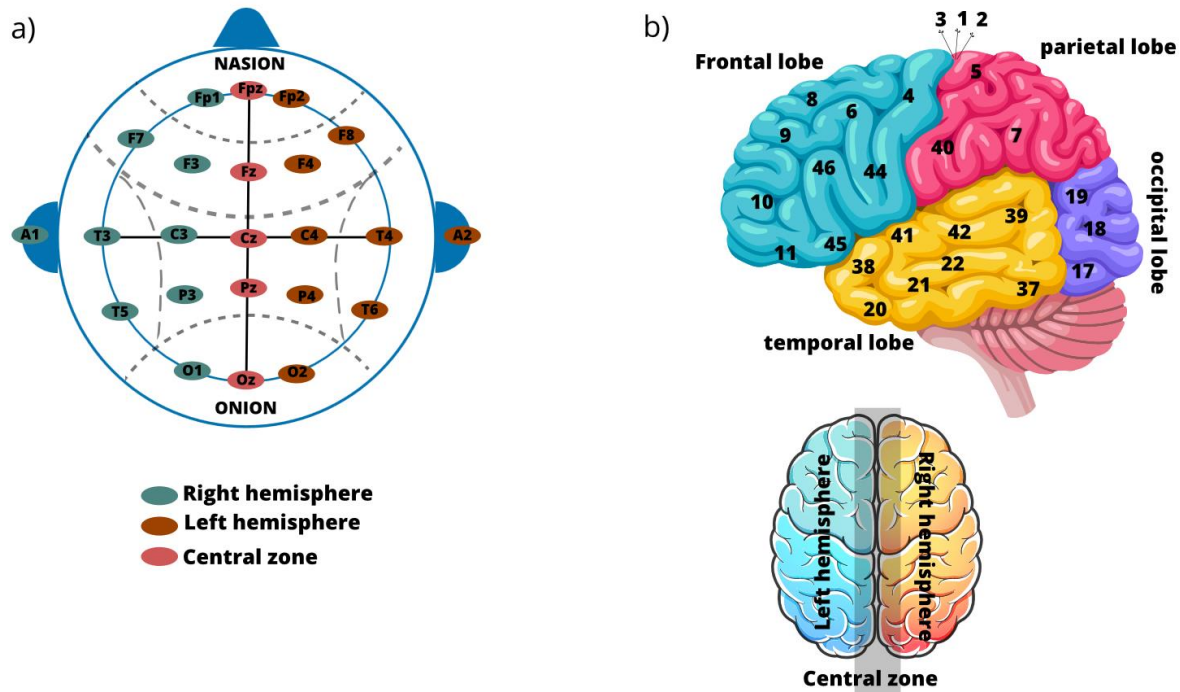 a)
NASION
Fp1 Fpz Fp2
F7 F8
F3 Fz F4
A1 T3 C3 Cz C4 T4 A2
P3 Pz P4
T5 T6
O1 Oz O2
ONION
Right hemisphere
Left hemisphere
Central zone
b)
3 1 2
Frontal lobe
parietal lobe
occipital lobe
temporal lobe
5
8 6 4
9 7
46 44 40
10
11 45
19
39
18
41 42
38 22 17
21 37
20
Left hemisphere
Right hemisphere
Central zone